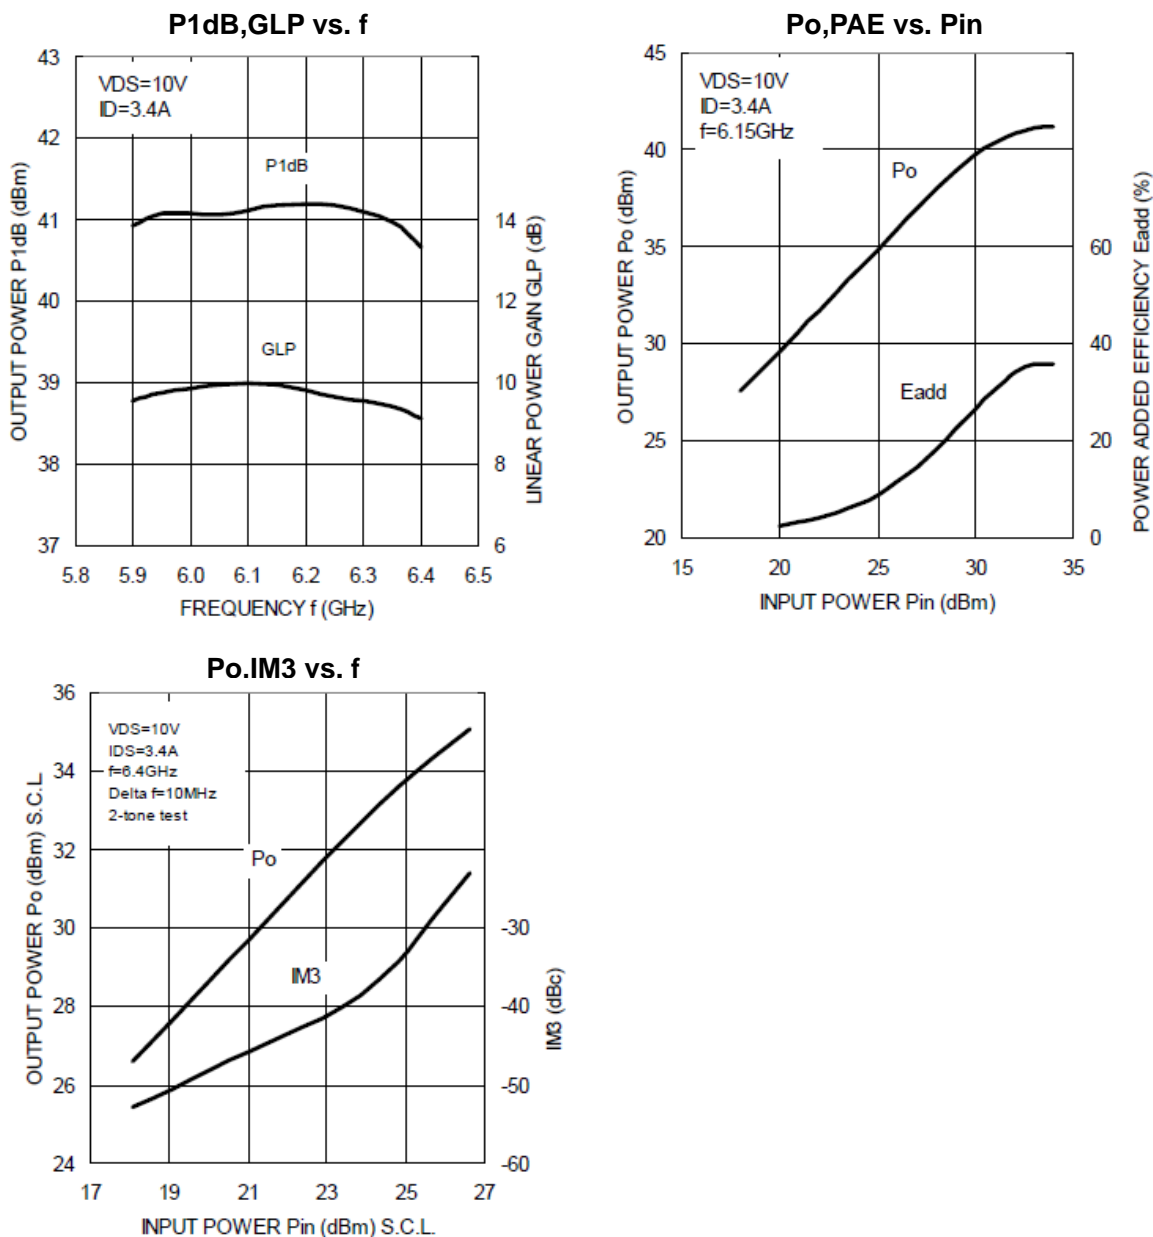 P1dB,GLP vs. f
43
42
41
40
39
38
37
OUTPUT POWER P1dB (dBm)
VDS=10V
ID=3.4A
P1dB
GLP
14
12
10
8
6
LINEAR POWER GAIN GLP (dB)
5.8 5.9 6.0 6.1 6.2 6.3 6.4 6.5
FREQUENCY f (GHz)
Po,PAE vs. Pin
45
40
35
30
25
20
OUTPUT POWER Po (dBm)
VDS=10V
ID=3.4A
f=6.15GHz
Po
Eadd
60
40
20
0
POWER ADDED EFFICIENCY Eadd (%)
15 20 25 30 35
INPUT POWER Pin (dBm)
Po.IM3 vs. f
36
34
32
30
28
26
24
OUTPUT POWER Po (dBm) S.C.L.
VDS=10V
IDS=3.4A
f=6.4GHz
Delta f=10MHz
2-tone test
Po
IM3
-30
-40
-50
-60
IM3 (dBc)
17 19 21 23 25 27
INPUT POWER Pin (dBm) S.C.L.